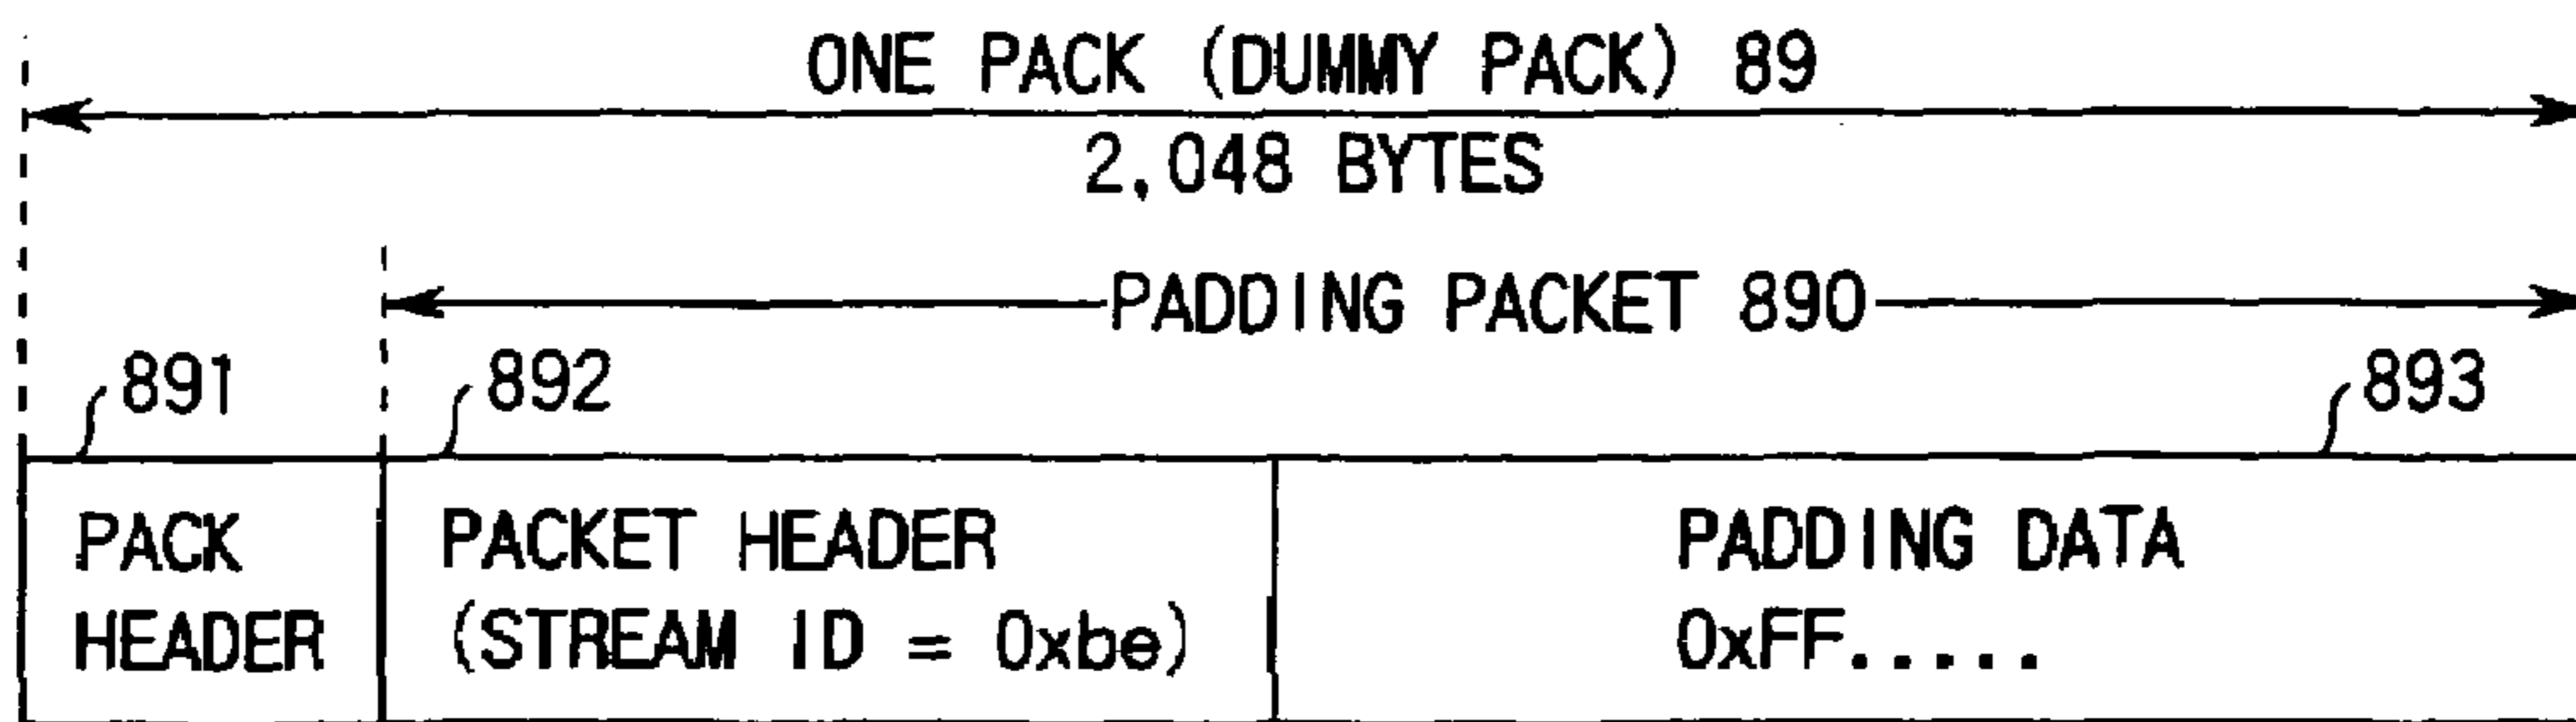 ONE PACK (DUMMY PACK) 89
2,048 BYTES
PADDING PACKET 890
891 892 893
PACK HEADER
PACKET HEADER
(STREAM ID = 0xbe)
PADDING DATA
0xFF.....